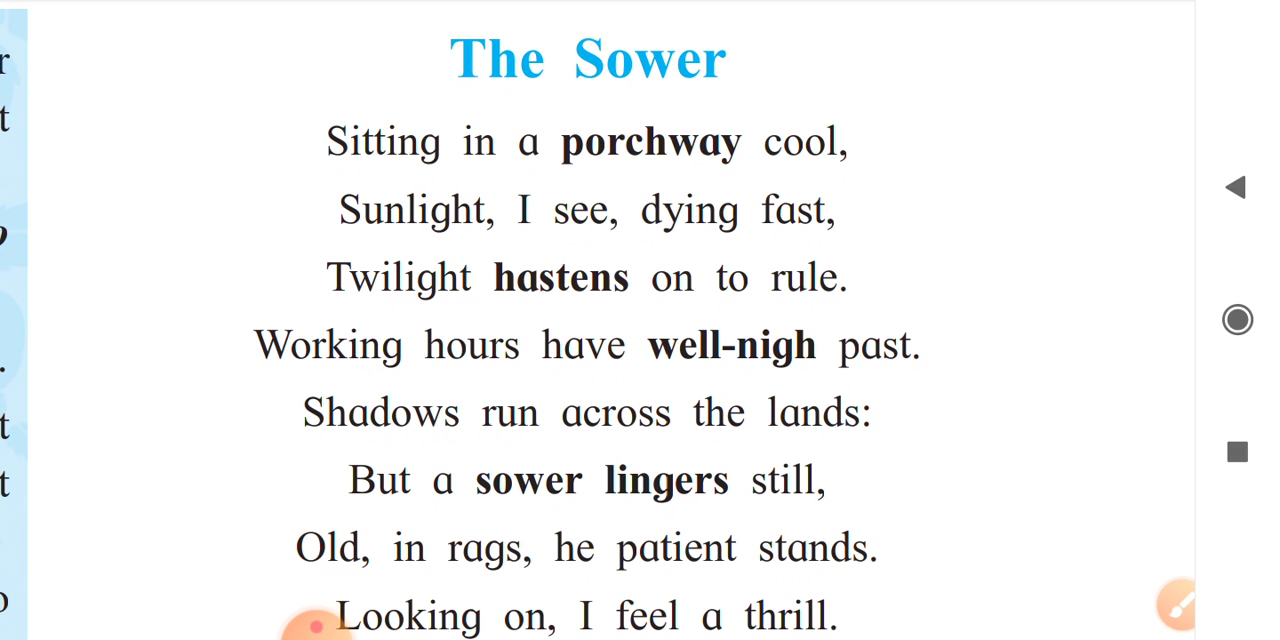 The Sower
Sitting in a porchway cool,
Sunlight, I see, dying fast,
Twilight hastens on to rule.
Working hours have well-nigh past.
Shadows run across the lands:
But a sower lingers still,
Old, in rags, he patient stands.
Looking on, I feel a thrill.